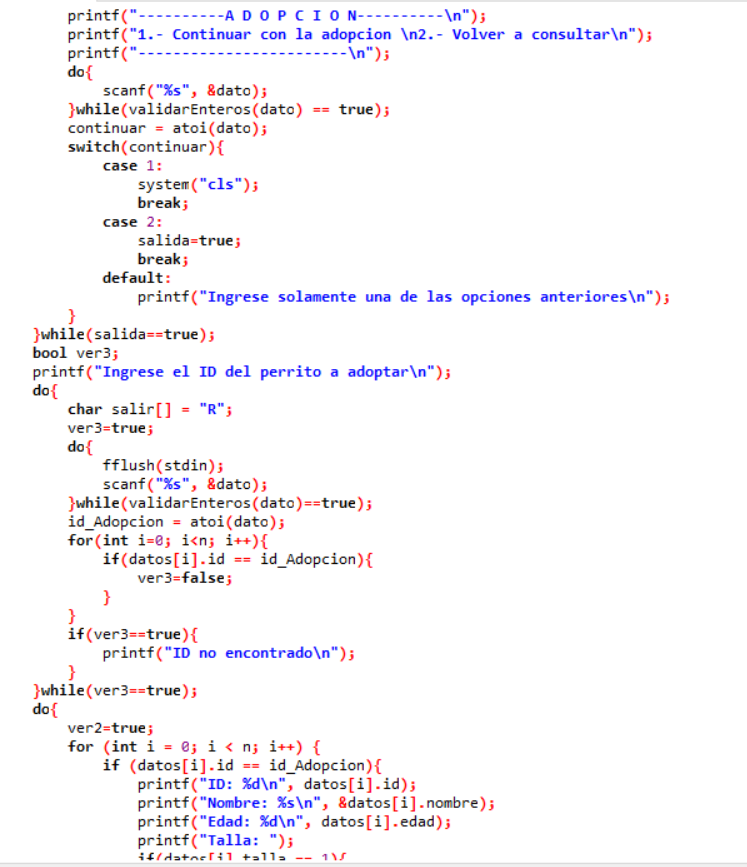 printf("----------A D O P C I O N----------\n");
printf("1.- Continuar con la adopcion \n2.- Volver a consultar\n");
printf("------------------------\n");
do{
scanf("%s", &dato);
}while(validarEnteros(dato) == true);
continuar = atoi(dato);
switch(continuar){
case 1:
system("cls");
break;
case 2:
salida=true;
break;
default:
printf("Ingrese solamente una de las opciones anteriores\n");
}
}while(salida==true);
bool ver3;
printf("Ingrese el ID del perrito a adoptar\n");
do{
char salir[] = "R";
ver3=true;
do{
fflush(stdin);
scanf("%s", &dato);
}while(validarEnteros(dato)==true);
id_Adopcion = atoi(dato);
for(int i=0; i<n; i++){
if(datos[i].id == id_Adopcion){
ver3=false;
}
}
if(ver3==true){
printf("ID no encontrado\n");
}
}while(ver3==true);
do{
ver2=true;
for (int i = 0; i < n; i++) {
if (datos[i].id == id_Adopcion){
printf("ID: %d\n", datos[i].id);
printf("Nombre: %s\n", &datos[i].nombre);
printf("Edad: %d\n", datos[i].edad);
printf("Talla: ");
if(datos[i].talla == 1){